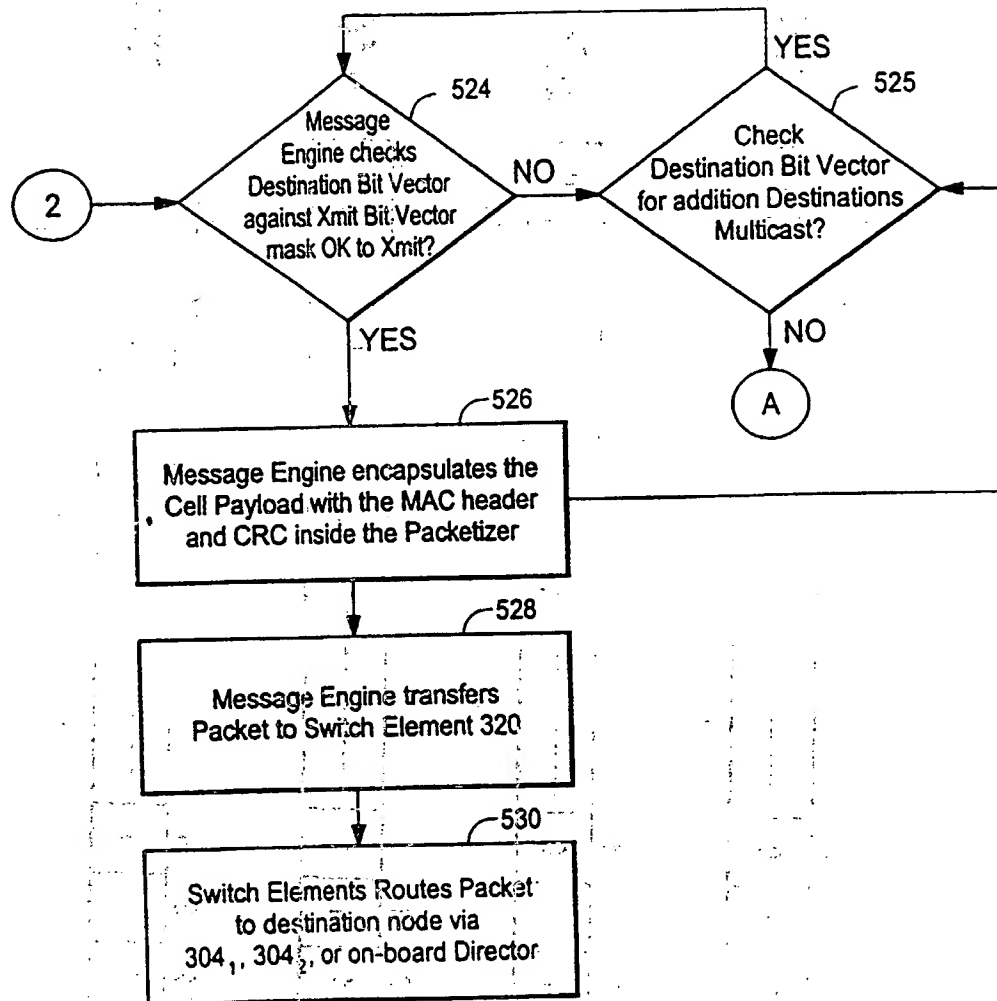 YES
524
525
Message
Engine checks
Destination Bit Vector
against Xmit Bit Vector
mask OK to Xmit?
Check
Destination Bit Vector
for addition Destinations
Multicast?
2
NO
YES
NO
A
526
Message Engine encapsulates the
Cell Payload with the MAC header
and CRC inside the Packetizer
528
Message Engine transfers
Packet to Switch Element 320
530
Switch Elements Routes Packet
to destination node via
304₁, 304₂, or on-board Director